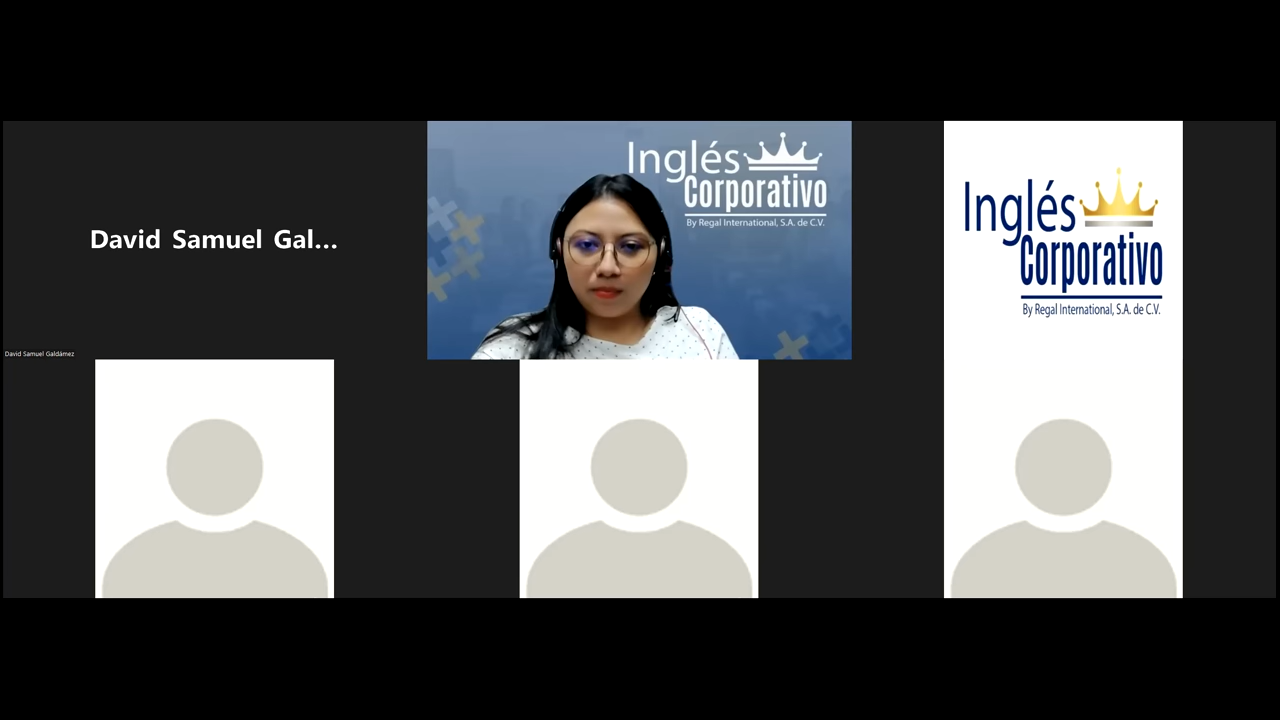 David Samuel Gal...
David Samuel Galdámez
Inglés
Corporativo
By Regal International, S.A. de C.V.
Inglés
Corporativo
By Regal International, S.A. de C.V.